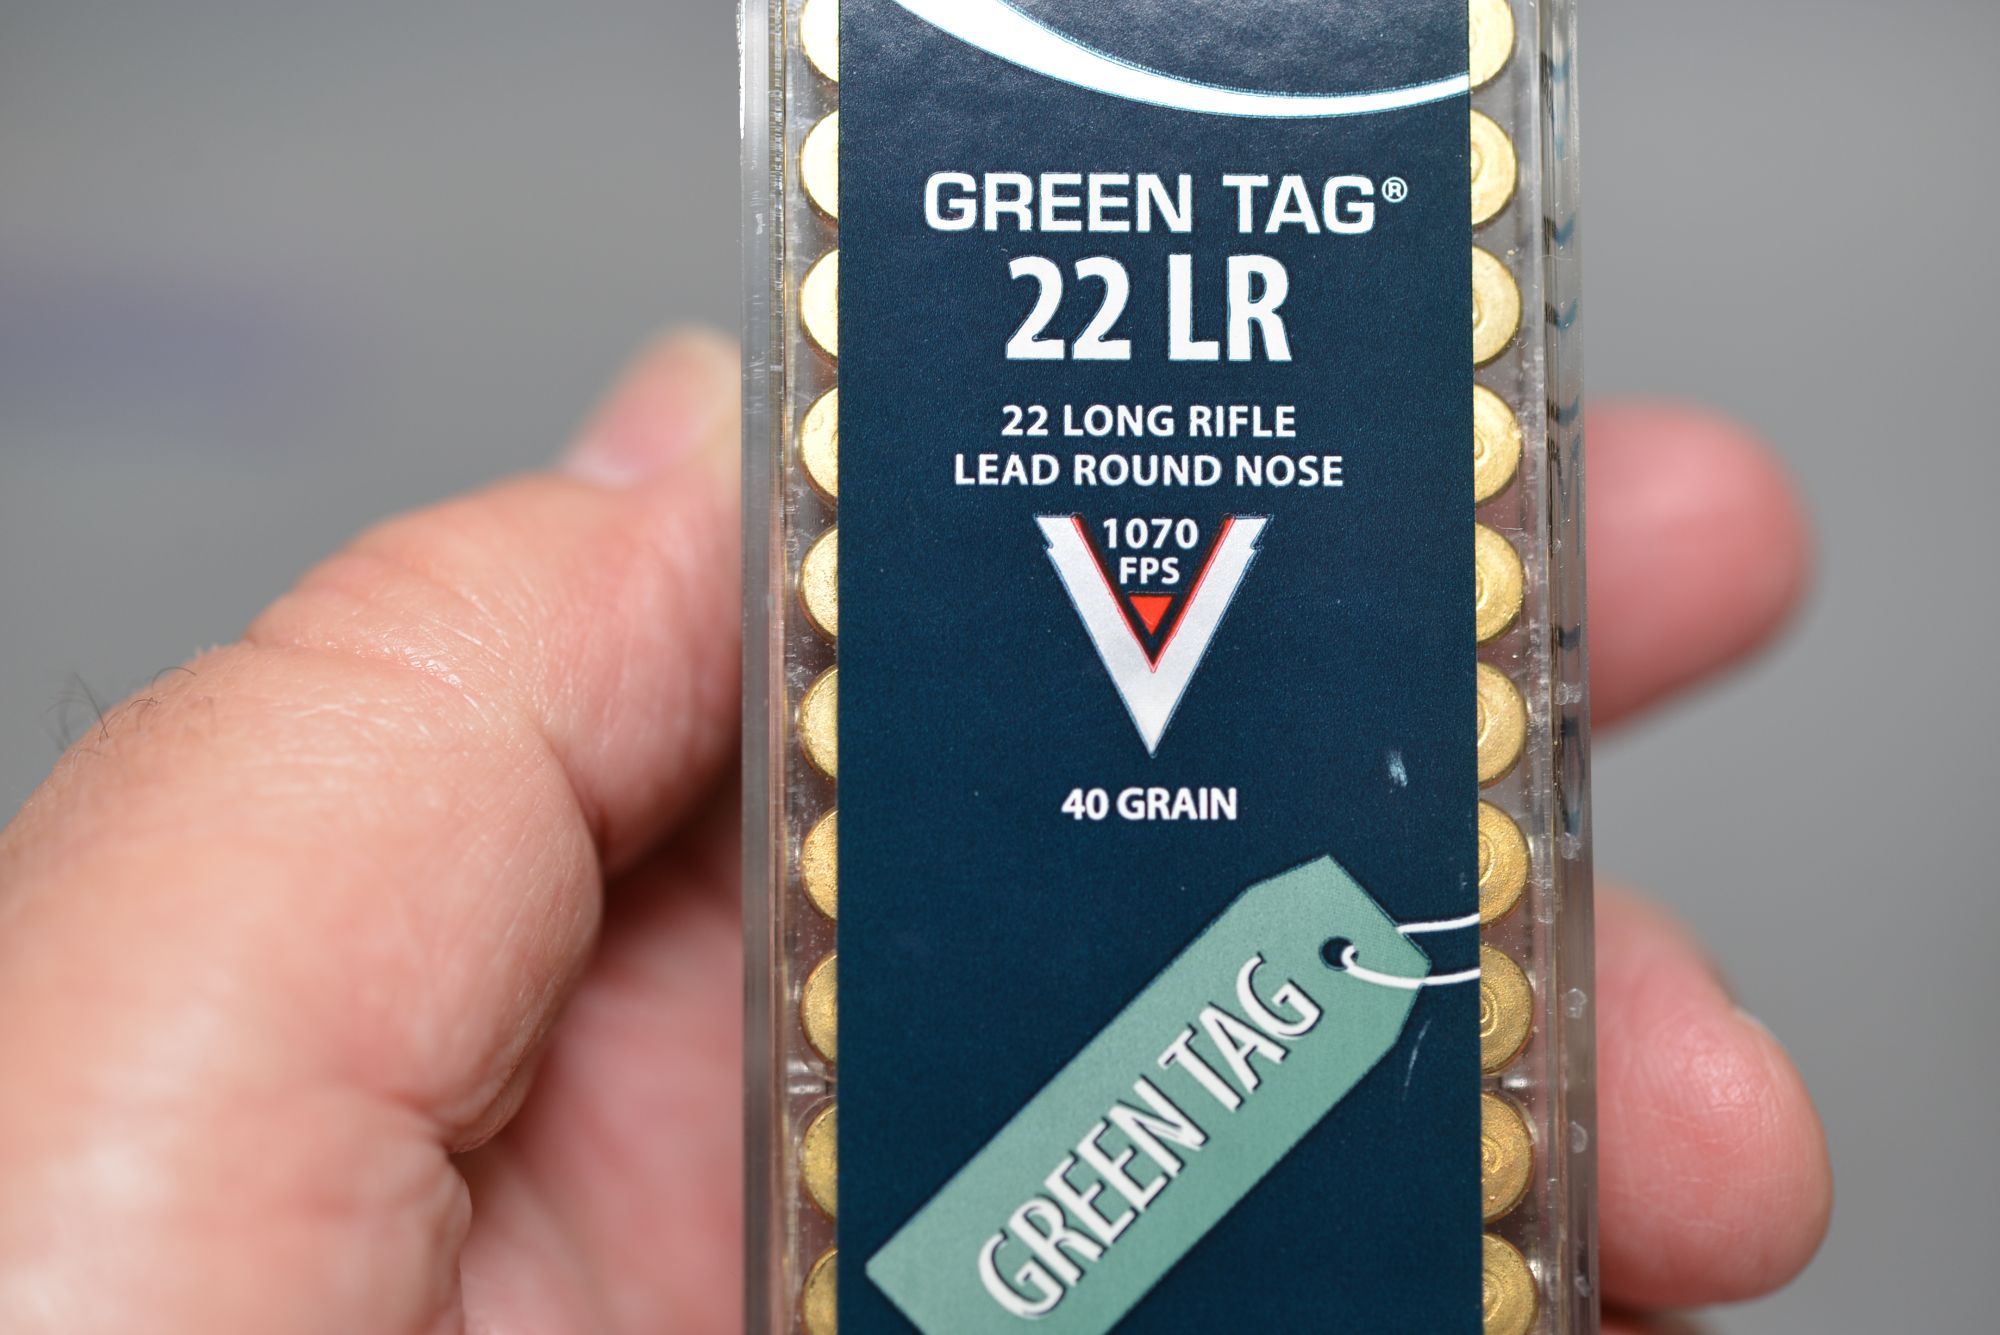 GREEN TAG®
22 LR
22 LONG RIFLE
LEAD ROUND NOSE
1070
FPS
40 GRAIN
GREEN TAG